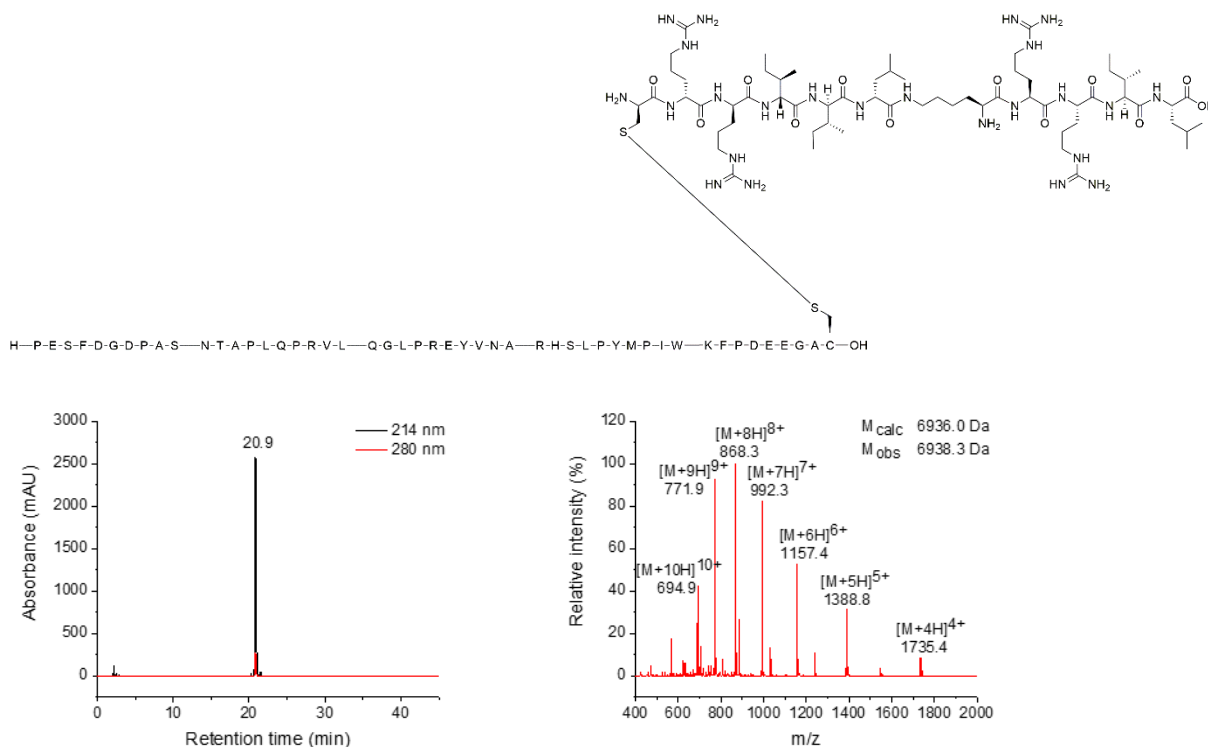 HN NH2 HN NH2
NH NH
O O O O O O
H2N N H N H N H N H N H N H N H N H N H OH
S O O O H O NH2 O H O
NH NH
HN NH2 HN NH2
S
H—P-E-S-F-D-G-D-P-A-S—N-T-A-P-L-Q-P-R-V-L—Q-G-L-P-R-E-Y-V-N-A—R-H-S-L-P-Y-M-P-I-W—K-F-P-D-E-E-G-A-C—OH
3000
2500
2000
1500
1000
500
0
Absorbance (mAU)
20.9
214 nm
280 nm
0 10 20 30 40
Retention time (min)
120
100
80
60
40
20
0
Relative intensity (%)
M calc 6936.0 Da
M obs 6938.3 Da
[M+8H]8+
868.3
[M+9H]9+
771.9
[M+7H]7+
992.3
[M+6H]6+
1157.4
[M+10H]10+
694.9
[M+5H]5+
1388.8
[M+4H]4+
1735.4
400 600 800 1000 1200 1400 1600 1800 2000
m/z